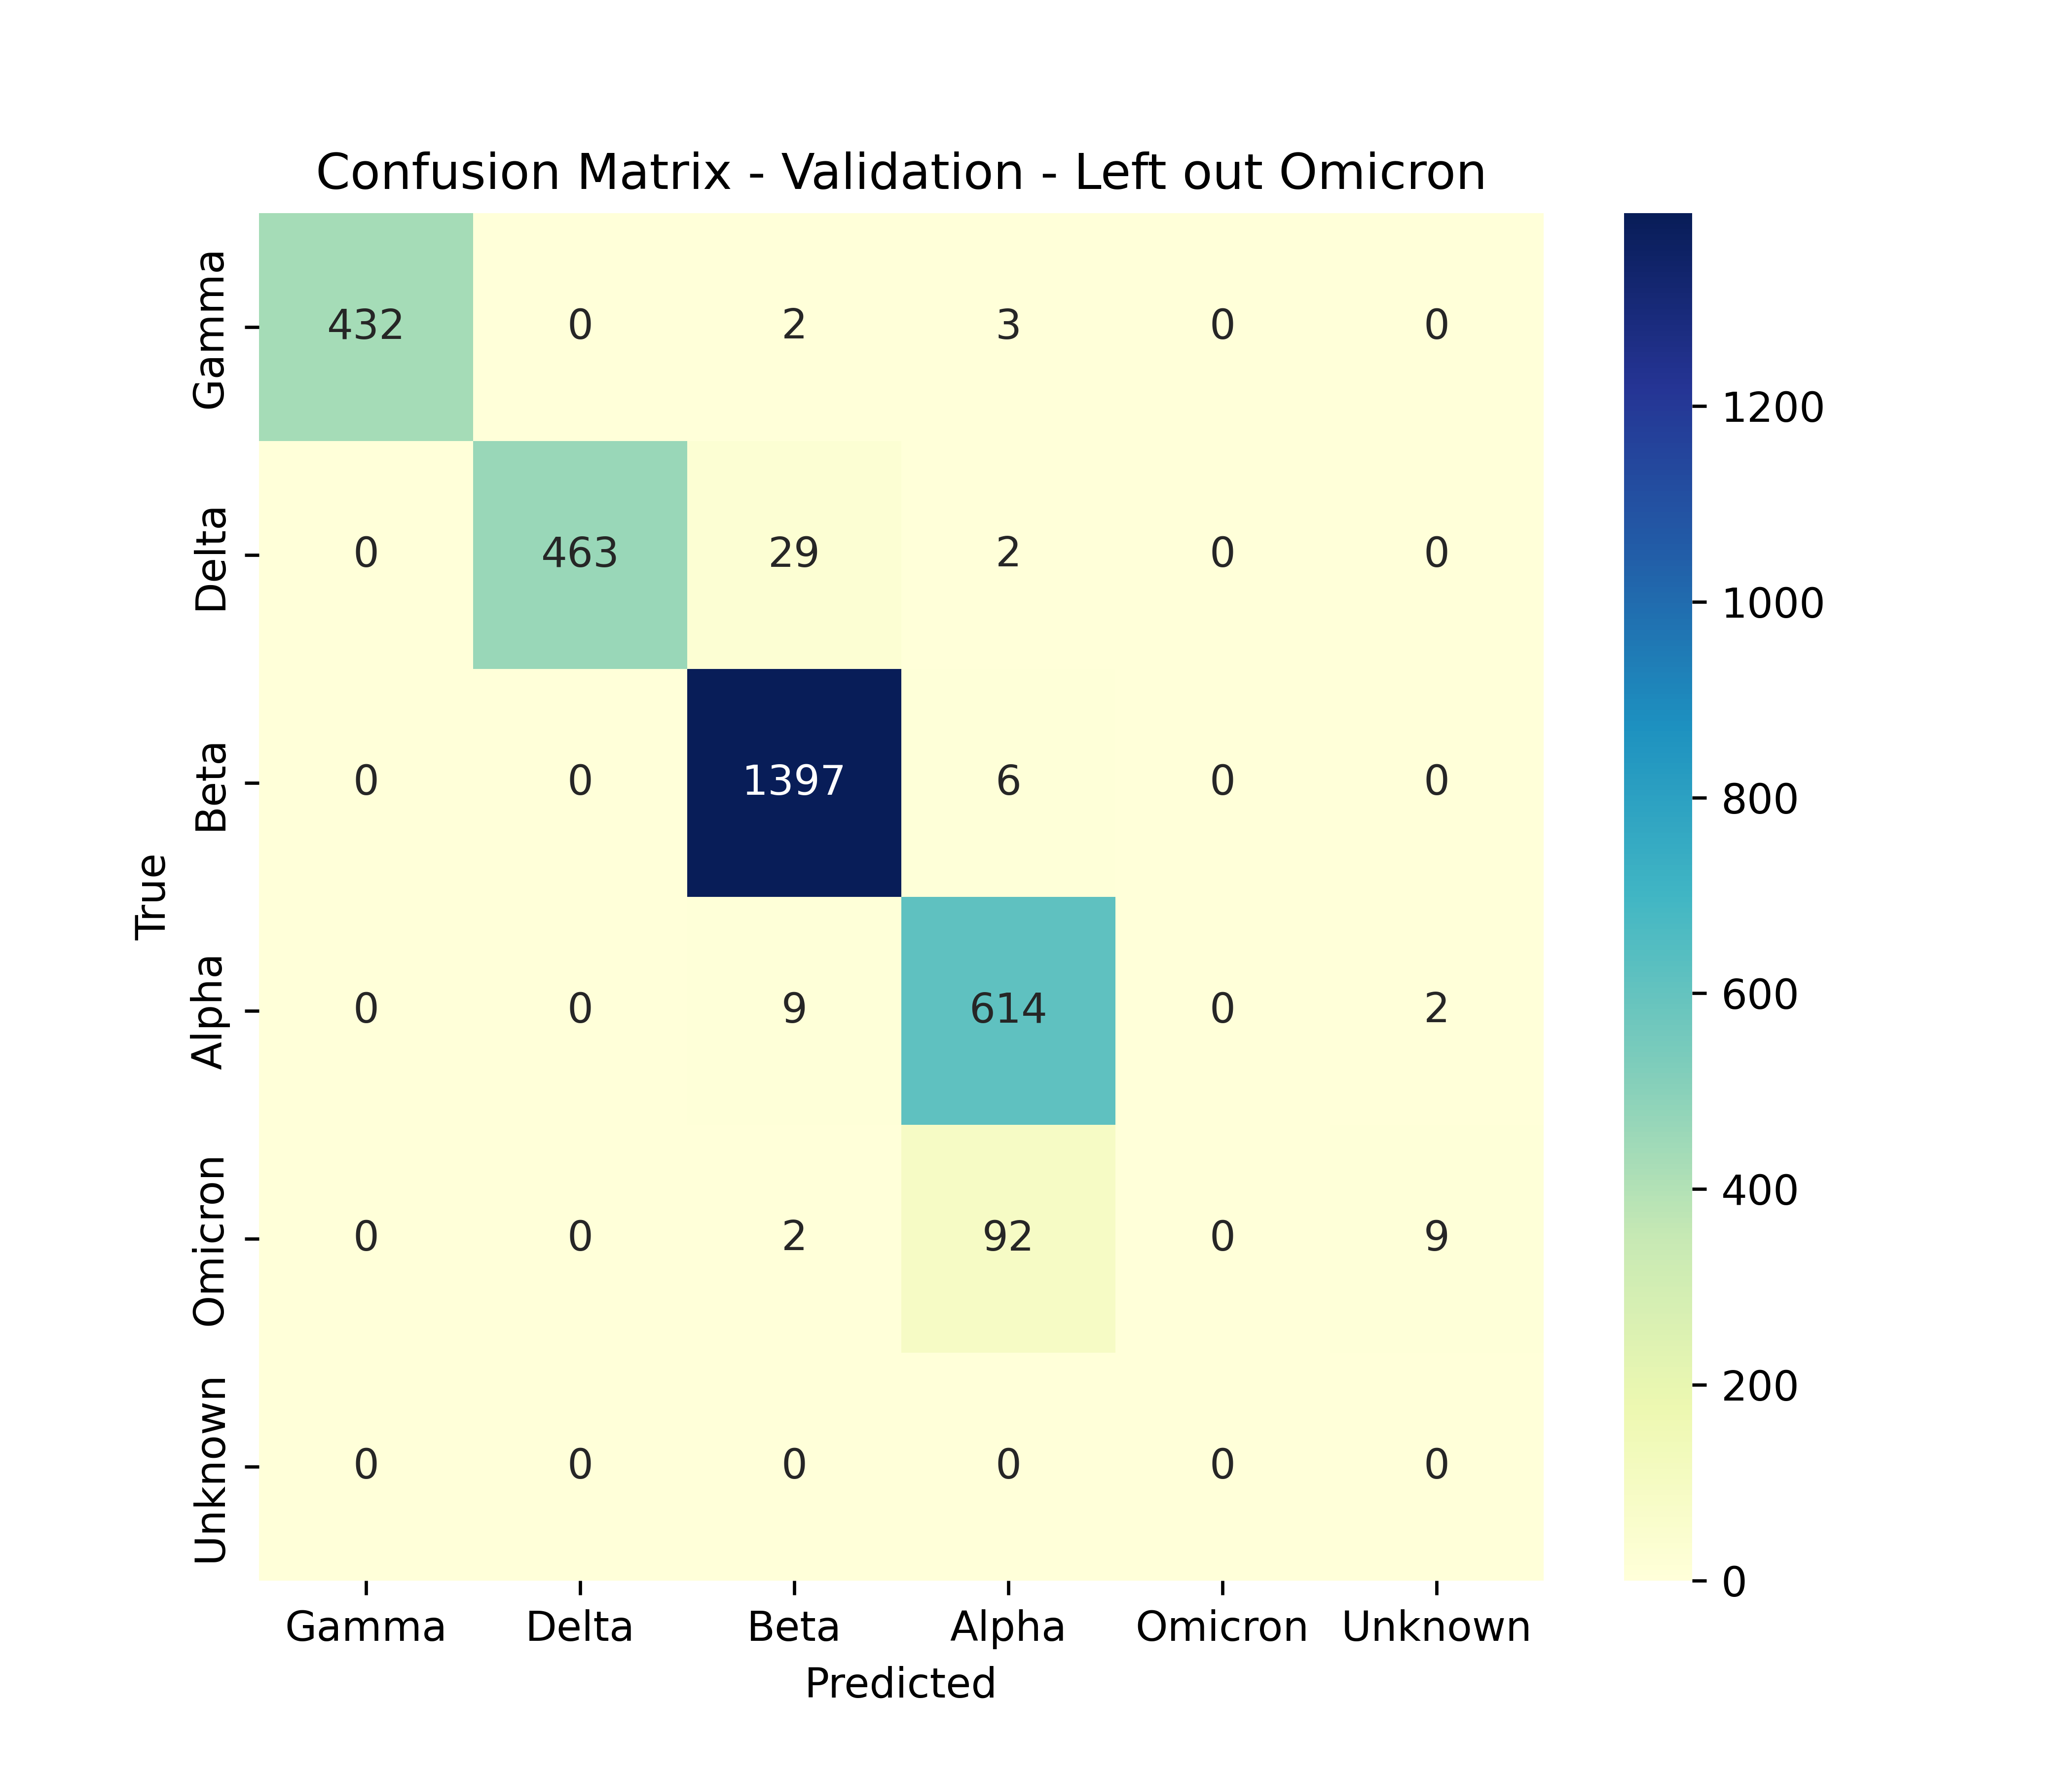 Confusion Matrix - Validation - Left out Omicron
Gamma 432 0 2 3 0 0
Delta 0 463 29 2 0 0
Beta 0 0 1397 6 0 0
Alpha 0 0 9 614 0 2
Omicron 0 0 2 92 0 9
Unknown 0 0 0 0 0 0
True
Gamma Delta Beta Alpha Omicron Unknown
Predicted
1200
1000
800
600
400
200
0